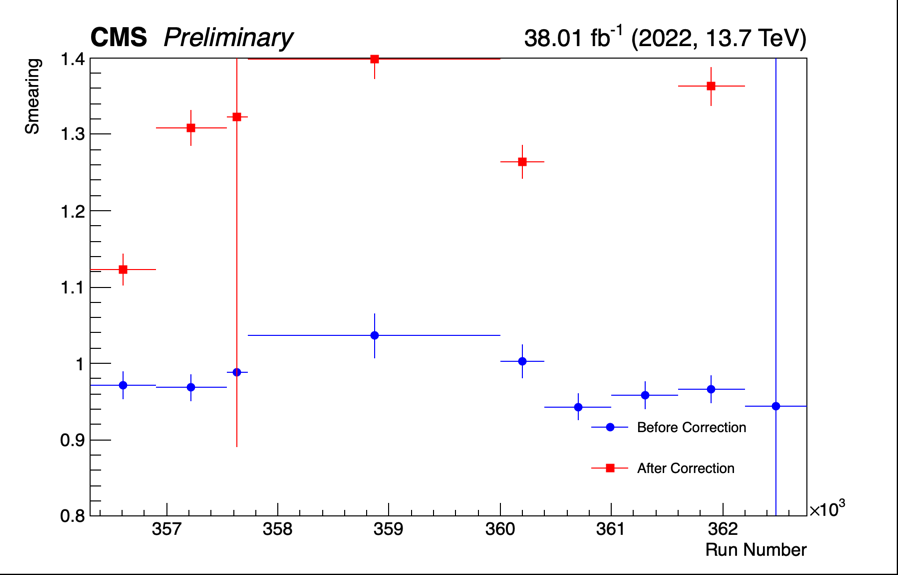 CMS Preliminary 38.01 fb-1 (2022, 13.7 TeV)
Smearing
1.4
1.3
1.2
1.1
1
0.9
0.8
Before Correction
After Correction
357 358 359 360 361 362 ×10³
Run Number